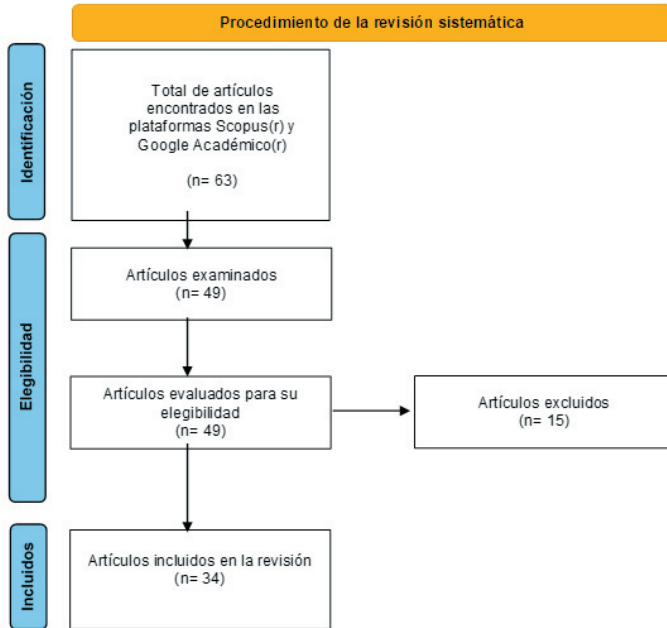 Procedimiento de la revisión sistemática
Identificación
Total de artículos
encontrados en las
plataformas Scopus(r) y
Google Académico(r)
(n= 63)
Elegibilidad
Artículos examinados
(n= 49)
Artículos evaluados para su
elegibilidad
(n= 49)
Artículos excluidos
(n= 15)
Incluidos
Artículos incluidos en la revisión
(n= 34)